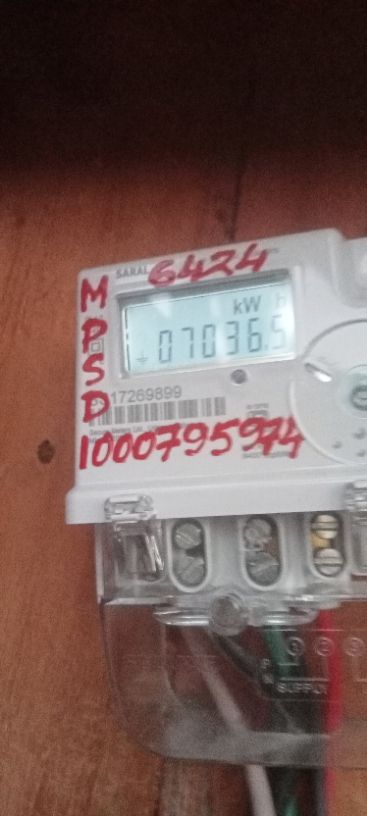 SARAL
6424
kW h
07036.5
17269899
M
P
S
D
1000795974
SUPPLY